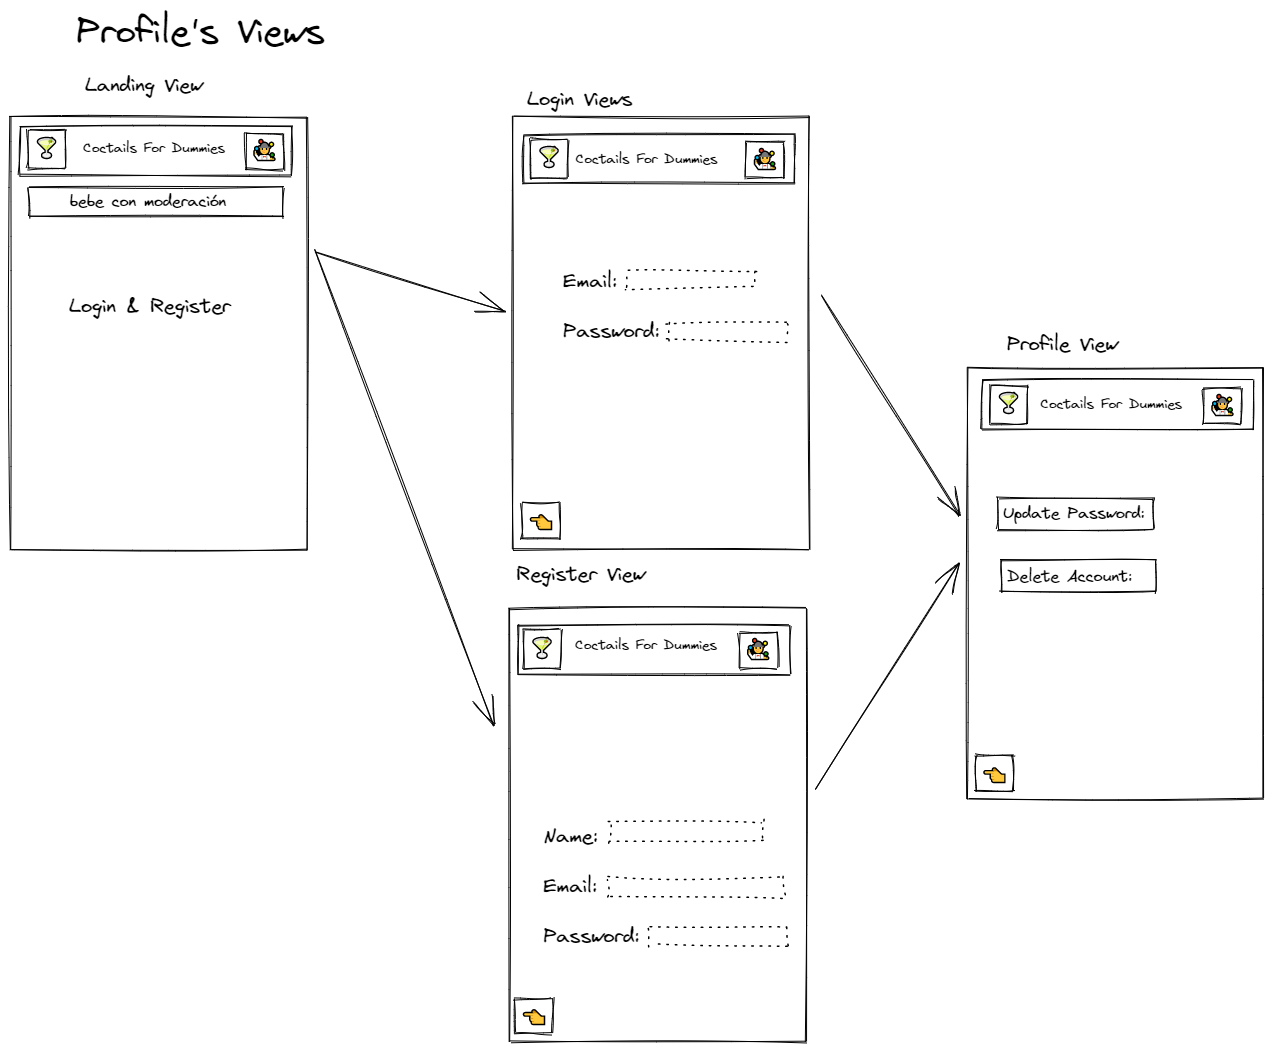 Profile's Views
Landing View
Coctails For Dummies
bebe con moderación
Login & Register
Login Views
Coctails For Dummies
Email:
Password:
Register View
Coctails For Dummies
Name:
Email:
Password:
Profile View
Coctails For Dummies
Update Password:
Delete Account: